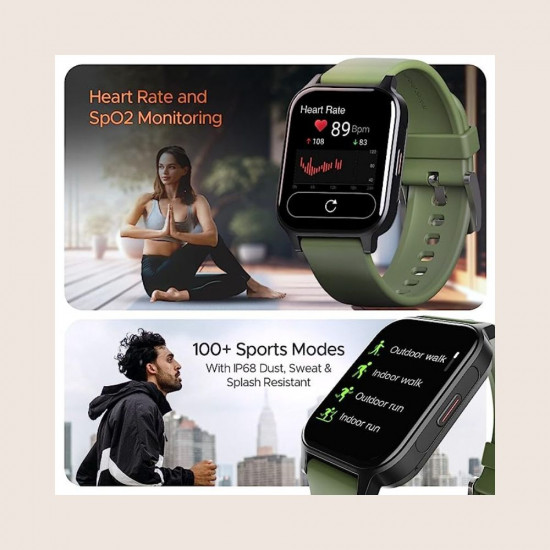 Heart Rate and
SpO2 Monitoring
Heart Rate
89 Bpm
↑ 108 ↓ 83
100+ Sports Modes
With IP68 Dust, Sweat &
Splash Resistant
Outdoor walk
Indoor walk
Outdoor run
Indoor run